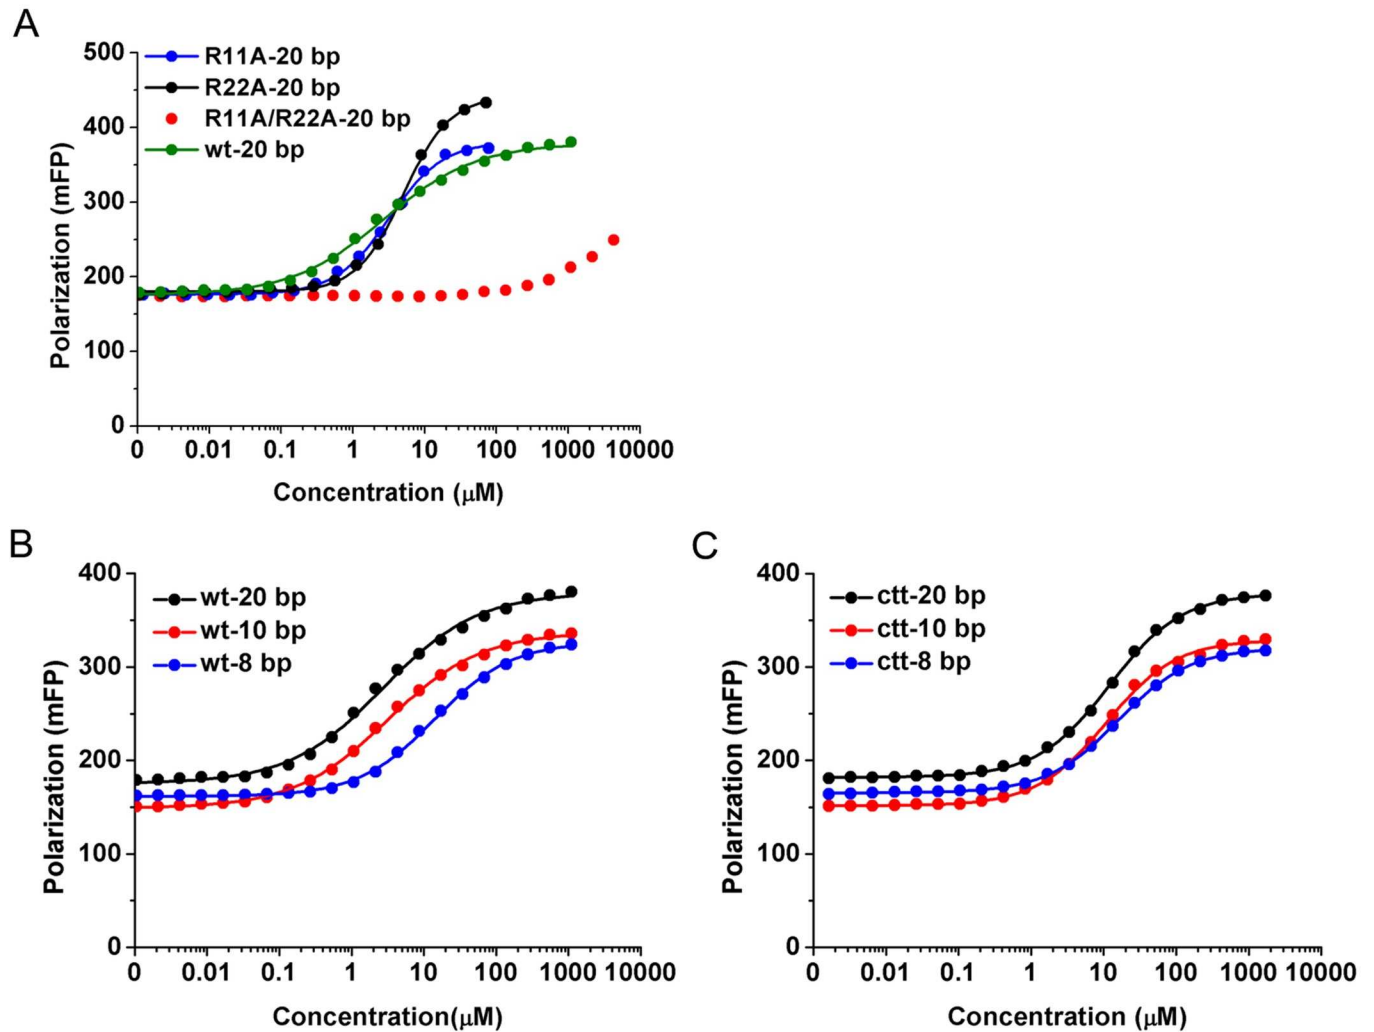 A
R11A-20 bp
R22A-20 bp
R11A/R22A-20 bp
wt-20 bp
500
400
300
200
100
0
Polarization (mFP)
0 0.01 0.1 1 10 100 1000 10000
Concentration (μM)
B
wt-20 bp
wt-10 bp
wt-8 bp
400
300
200
100
0
Polarization (mFP)
0 0.01 0.1 1 10 100 1000 10000
Concentration(μM)
C
ctt-20 bp
ctt-10 bp
ctt-8 bp
400
300
200
100
0
Polarization (mFP)
0 0.01 0.1 1 10 100 1000 10000
Concentration (μM)